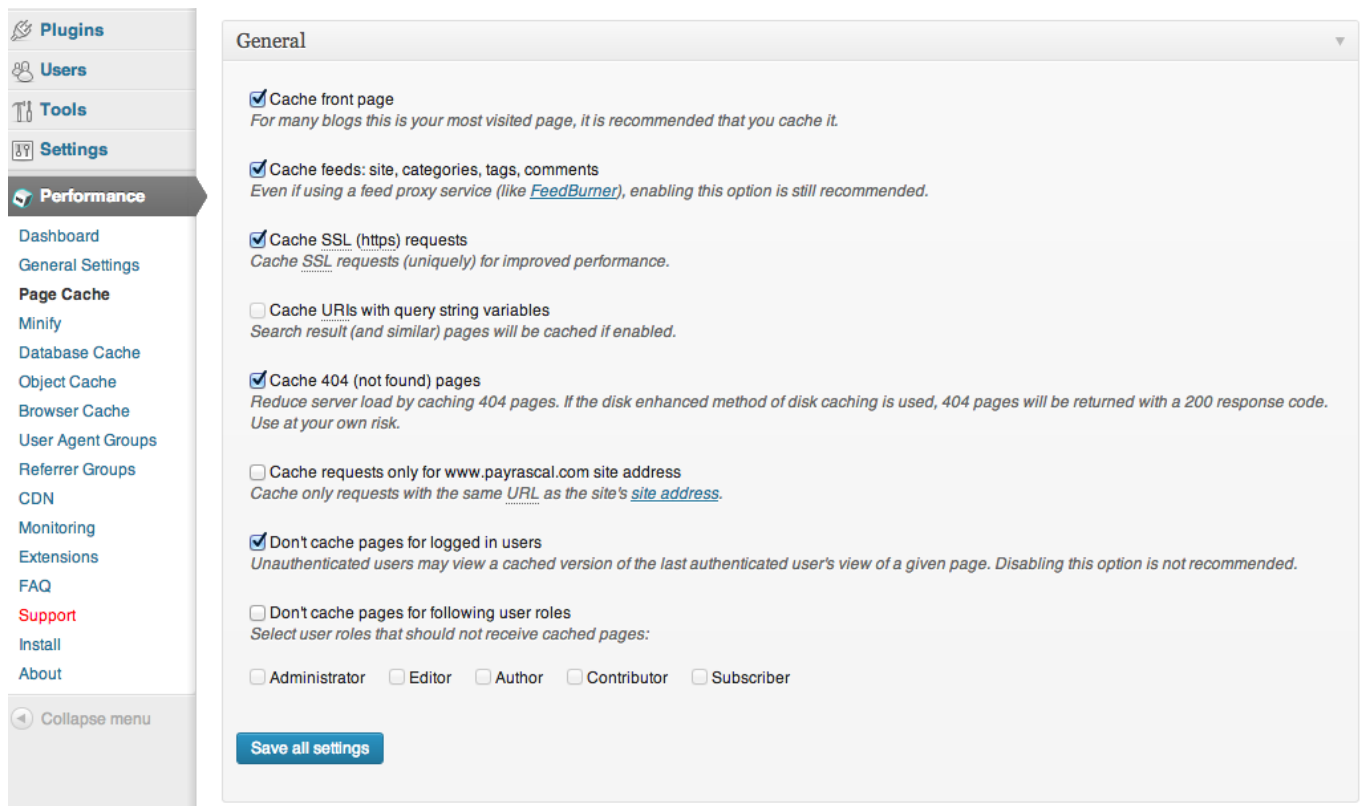 Plugins
Users
Tools
Settings
Performance
Dashboard
General Settings
Page Cache
Minify
Database Cache
Object Cache
Browser Cache
User Agent Groups
Referrer Groups
CDN
Monitoring
Extensions
FAQ
Support
Install
About
Collapse menu
General
Cache front page
For many blogs this is your most visited page, it is recommended that you cache it.
Cache feeds: site, categories, tags, comments
Even if using a feed proxy service (like FeedBurner), enabling this option is still recommended.
Cache SSL (https) requests
Cache SSL requests (uniquely) for improved performance.
Cache URIs with query string variables
Search result (and similar) pages will be cached if enabled.
Cache 404 (not found) pages
Reduce server load by caching 404 pages. If the disk enhanced method of disk caching is used, 404 pages will be returned with a 200 response code.
Use at your own risk.
Cache requests only for www.payrascal.com site address
Cache only requests with the same URL as the site's site address.
Don't cache pages for logged in users
Unauthenticated users may view a cached version of the last authenticated user's view of a given page. Disabling this option is not recommended.
Don't cache pages for following user roles
Select user roles that should not receive cached pages:
Administrator Editor Author Contributor Subscriber
Save all settings